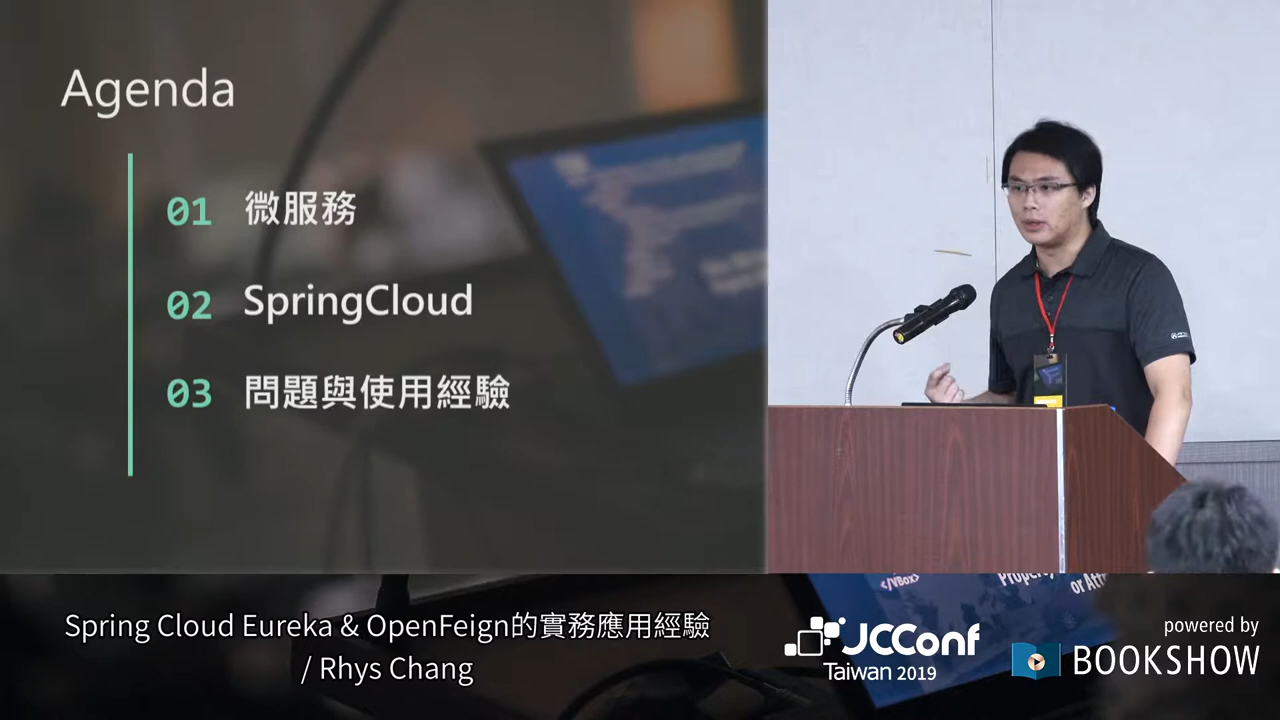 Agenda
01 微服務
02 SpringCloud
03 問題與使用經驗
Spring Cloud Eureka & OpenFeign的實務應用經驗
/ Rhys Chang
JCConf
Taiwan 2019
powered by
BOOKSHOW
</VBox>